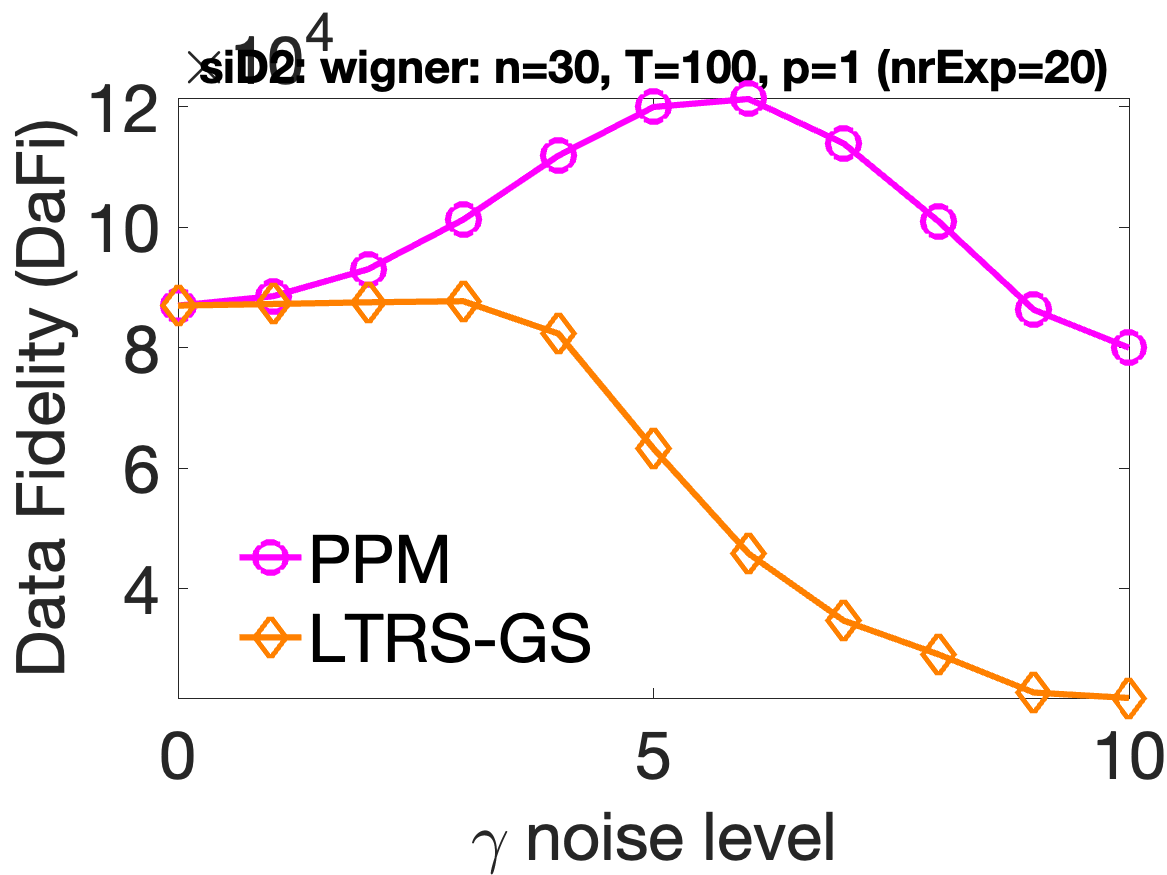 × 10⁴
siD2: wigner: n=30, T=100, p=1 (nrExp=20)
Data Fidelity (DaFi)
12
10
8
6
4
PPM
LTRS-GS
0 5 10
γ noise level